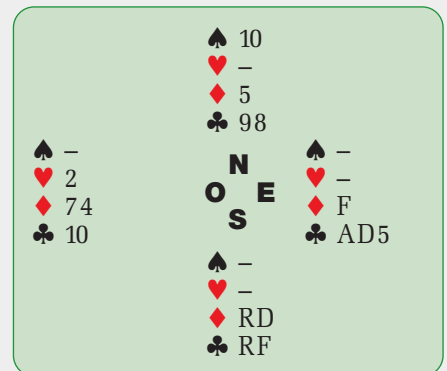 ♠ 10
♥ –
♦ 5
♣ 98
♠ –
♥ 2
♦ 74
♣ 10
N
O E
S
♠ –
♥ –
♦ F
♣ AD5
♠ –
♥ –
♦ RD
♣ RF